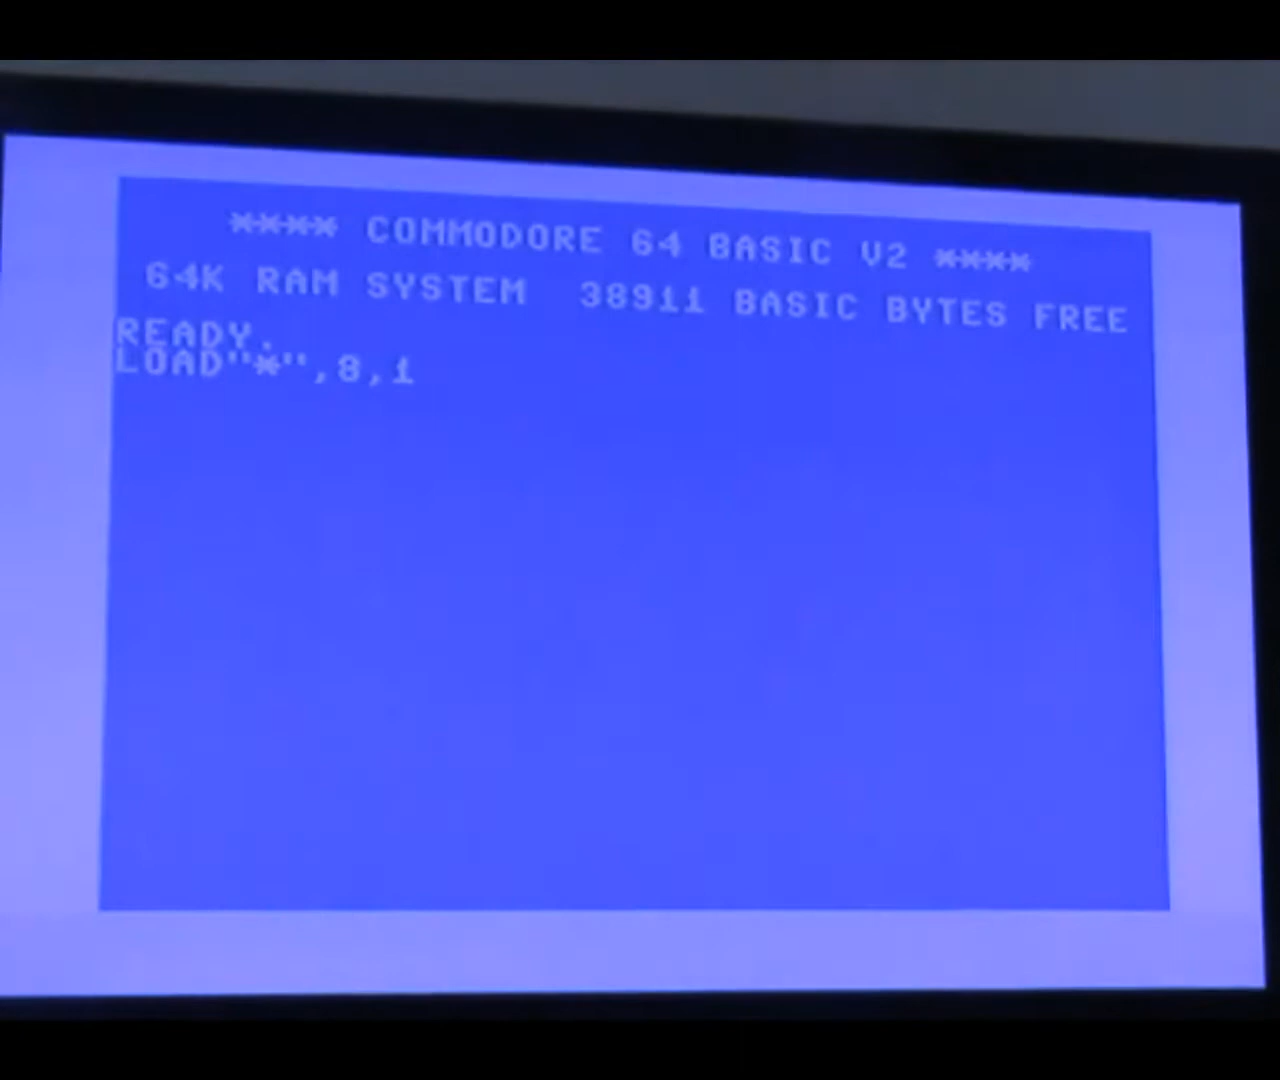 **** COMMODORE 64 BASIC V2 ****
64K RAM SYSTEM  38911 BASIC BYTES FREE
READY.
LOAD"*",8,1